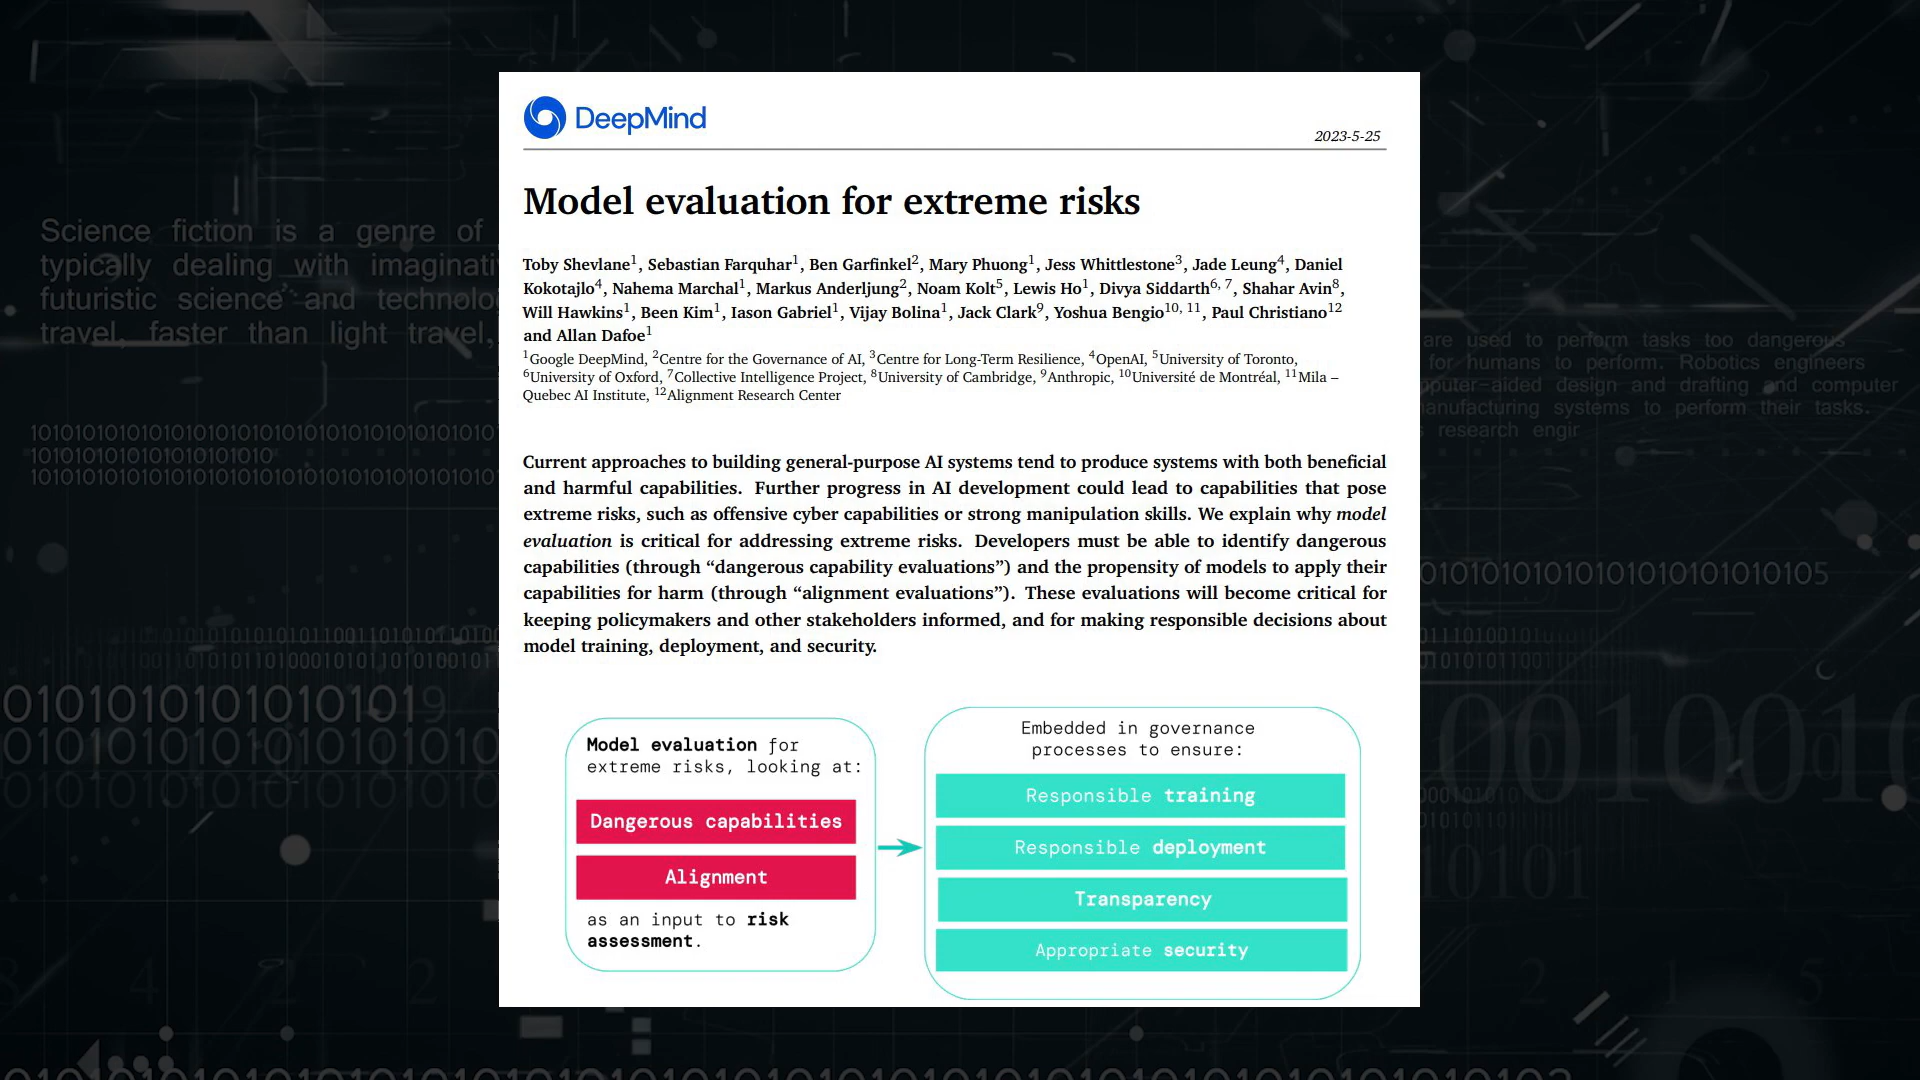 DeepMind
2023-5-25
Model evaluation for extreme risks
Toby Shevlane1, Sebastian Farquhar1, Ben Garfinkel2, Mary Phuong1, Jess Whittlestone3, Jade Leung4, Daniel
Kokotajlo4, Nahema Marchal1, Markus Anderljung2, Noam Kolt5, Lewis Ho1, Divya Siddarth6, 7, Shahar Avin8,
Will Hawkins1, Been Kim1, Iason Gabriel1, Vijay Bolina1, Jack Clark9, Yoshua Bengio10, 11, Paul Christiano12
and Allan Dafoe1
1Google DeepMind, 2Centre for the Governance of AI, 3Centre for Long-Term Resilience, 4OpenAI, 5University of Toronto,
6University of Oxford, 7Collective Intelligence Project, 8University of Cambridge, 9Anthropic, 10Université de Montréal, 11Mila –
Quebec AI Institute, 12Alignment Research Center
Current approaches to building general-purpose AI systems tend to produce systems with both beneficial
and harmful capabilities. Further progress in AI development could lead to capabilities that pose
extreme risks, such as offensive cyber capabilities or strong manipulation skills. We explain why model
evaluation is critical for addressing extreme risks. Developers must be able to identify dangerous
capabilities (through “dangerous capability evaluations”) and the propensity of models to apply their
capabilities for harm (through “alignment evaluations”). These evaluations will become critical for
keeping policymakers and other stakeholders informed, and for making responsible decisions about
model training, deployment, and security.
Model evaluation for
extreme risks, looking at:
Dangerous capabilities
Alignment
as an input to risk
assessment.
Embedded in governance
processes to ensure:
Responsible training
Responsible deployment
Transparency
Appropriate security
Science fiction is a genre of
typically dealing with
futuristic science and
travel, faster than light travel,
are used to perform tasks too dangerous
for humans to perform. Robotics engineers
design and drafting and computer
systems to perform their tasks.
research engir